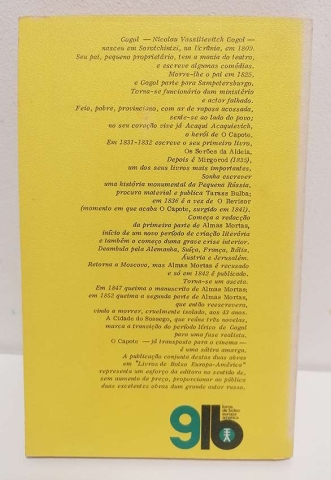 Gogol — Nicolau Vassilievitch Gogol —
nasceu em Sorotchintzi, na Ucrânia, em 1809.
Seu pai, pequeno proprietário, tem a mania do teatro,
e escreve algumas comédias.
Morre-lhe o pai em 1825,
e Gogol parte para Sampetersburgo.
Torna-se funcionário dum ministério
e actor falhado.
Feio, pobre, provinciano, com ar de raposa acossada,
sente-se ao lado do povo;
no seu coração vive já Acaqui Acaquievich,
o herói de O Capote.
Em 1831-1832 escreve o seu primeiro livro,
Os Serões da Aldeia.
Depois é Mirgorod (1835),
um dos seus livros mais importantes.
Sonha escrever
uma história monumental da Pequena Rússia,
procura material e publica Tarass Bulba;
em 1836 é a vez de O Revisor
(momento em que acaba O Capote, surgido em 1841).
Começa a redacção
da primeira parte de Almas Mortas,
início de um novo período de criação literária
e também o começo duma grave crise interior.
Deambula pela Alemanha, Suíça, França, Itália,
Áustria e Jerusalém.
Retorna a Moscovo, mas Almas Mortas é recusado
e só em 1842 é publicado.
Torna-se um asceta.
Em 1847 queima o manuscrito de Almas Mortas,
em 1852 queima a segunda parte de Almas Mortas,
que então reescrevera,
vindo a morrer, cruelmente isolado, aos 43 anos.
A Cidade do Sossego, que reúne três novelas,
marca a transição do período lírico de Gogol
para uma fase realista.
O Capote — já transposto para o cinema —
é uma sátira amarga.
A publicação conjunta destas duas obras
em "Livros de Bolso Europa-América"
representa um esforço da editora no sentido de,
sem aumento de preço, proporcionar ao público
duas excelentes obras dum grande autor russo.
livros
de bolso
europa
américa